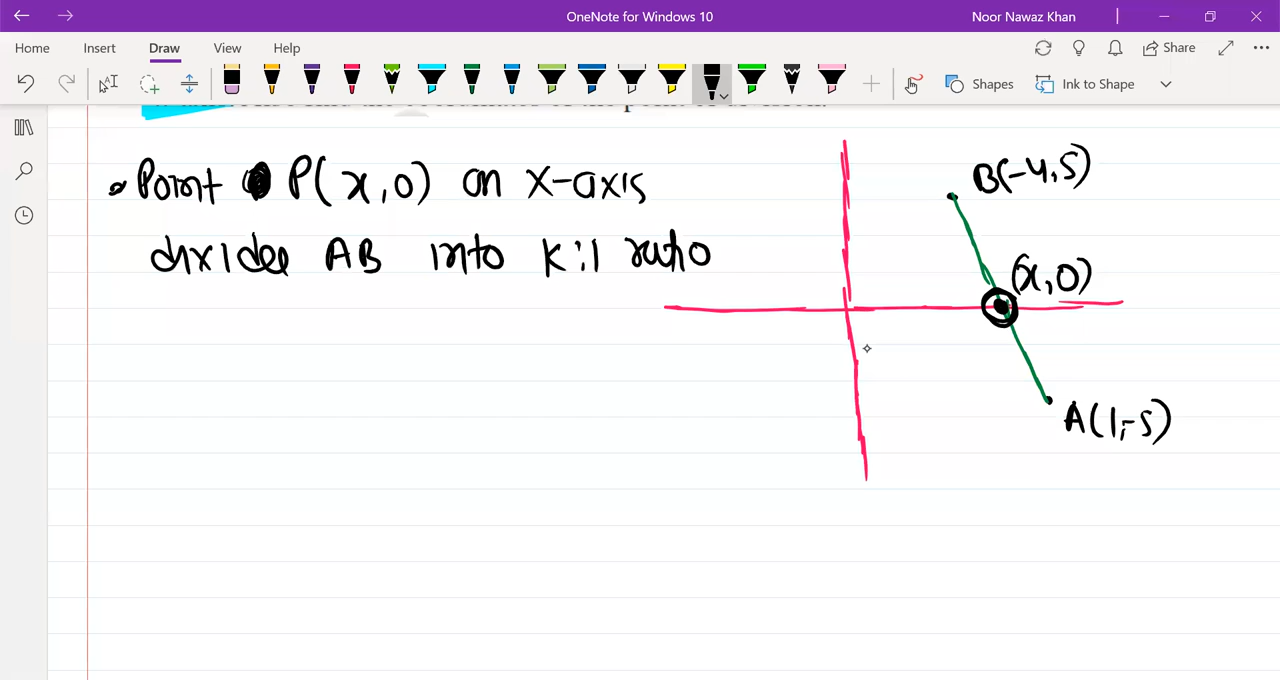 OneNote for Windows 10
Noor Nawaz Khan
Home Insert Draw View Help
Share
Shapes
Ink to Shape
Point P(x,0) on X-axis
divides AB into K:1 ratio
B(-4,5)
(x,0)
A(1,-5)